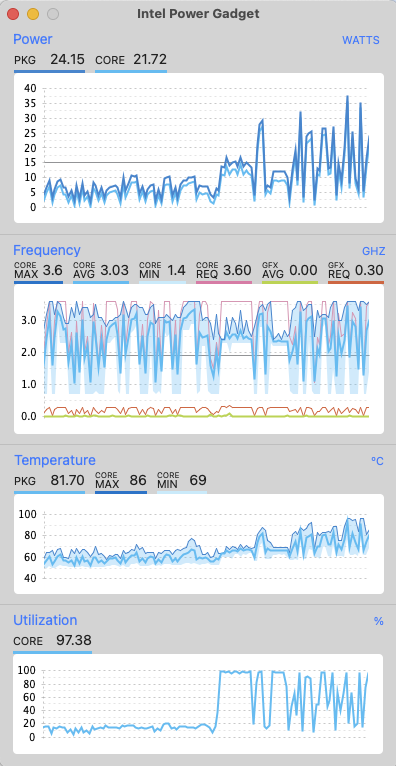 Intel Power Gadget
Power WATTS
PKG 24.15 CORE 21.72
40
35
30
25
20
15
10
5
0
Frequency GHZ
CORE MAX 3.6 CORE AVG 3.03 CORE MIN 1.4 CORE REQ 3.60 GFX AVG 0.00 GFX REQ 0.30
3.0
2.0
1.0
0.0
Temperature °C
PKG 81.70 CORE MAX 86 CORE MIN 69
100
80
60
40
Utilization %
CORE 97.38
100
80
60
40
20
0